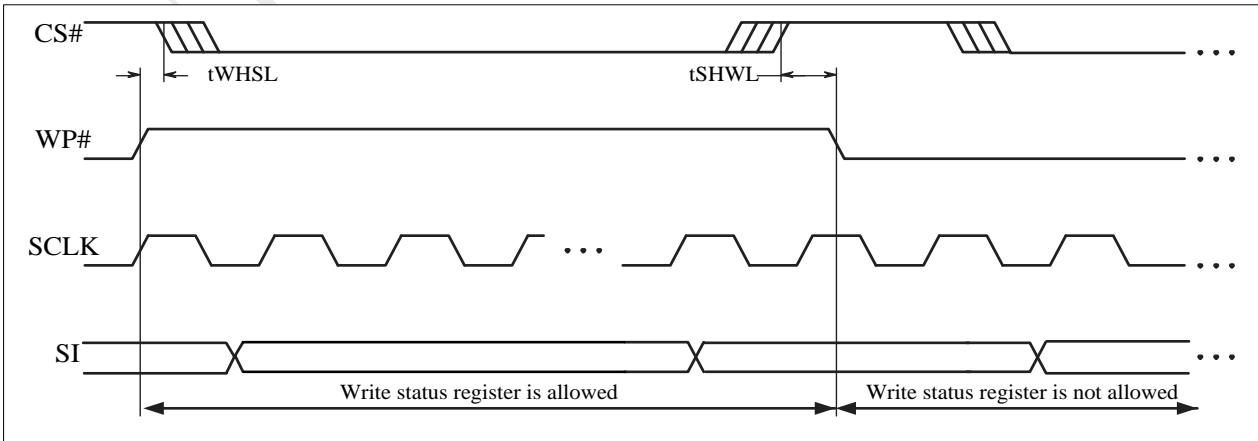 CS#
tWHSL
tSHWL
WP#
SCLK
SI
Write status register is allowed
Write status register is not allowed